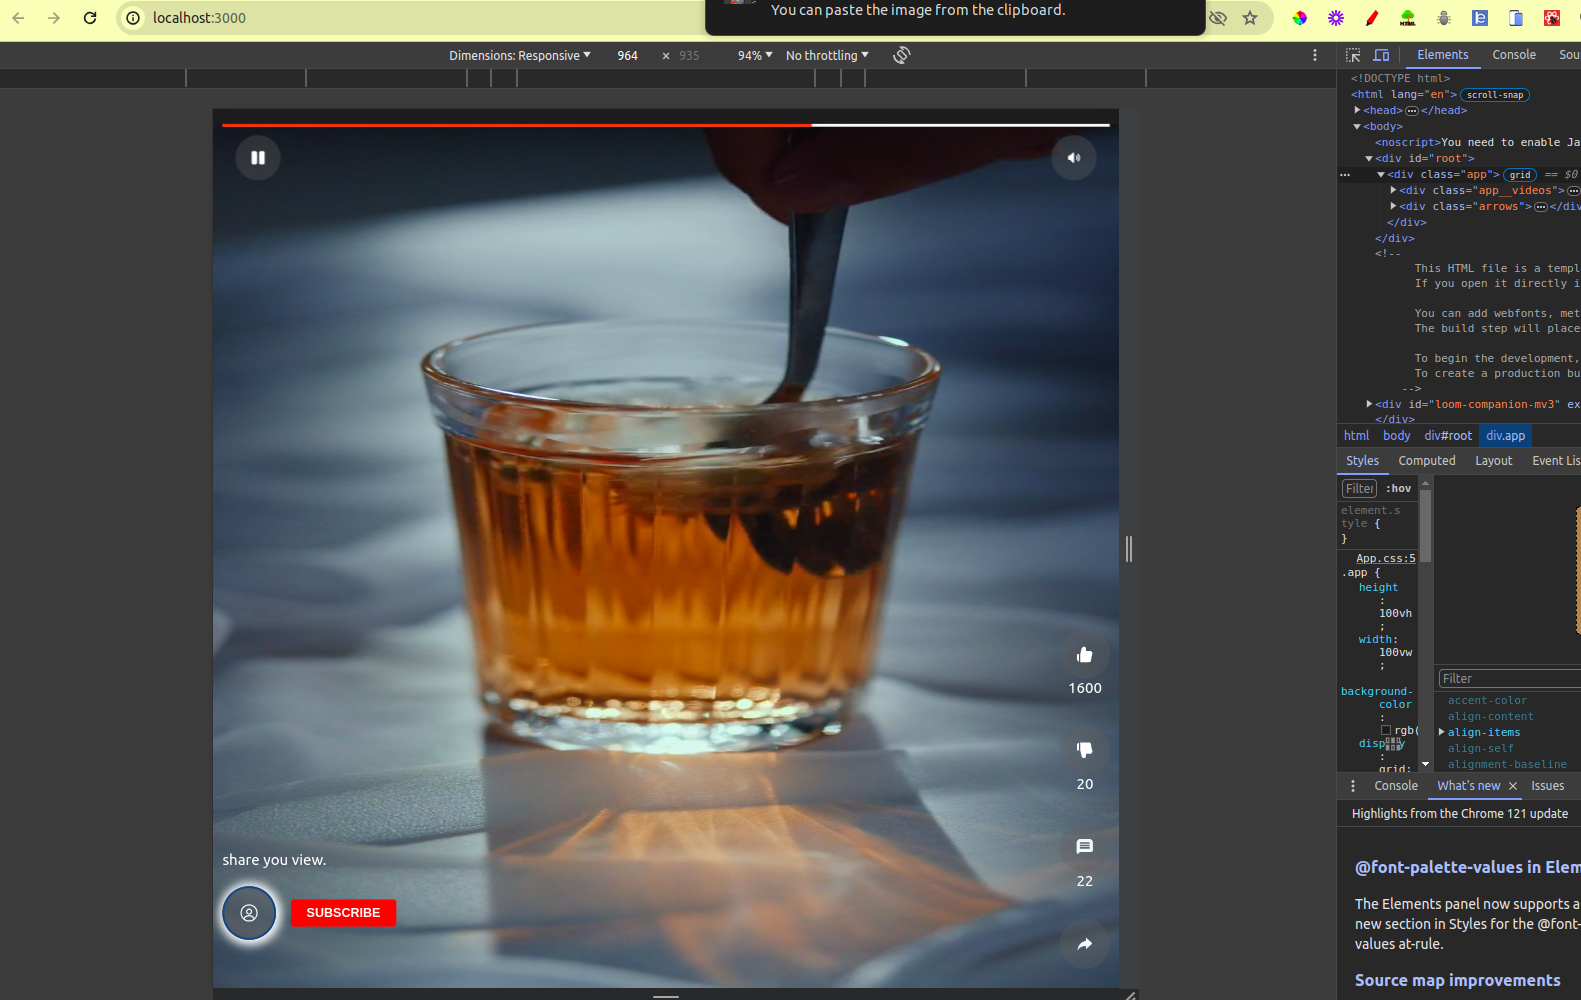 You can paste the image from the clipboard.
localhost:3000
Dimensions: Responsive 964 × 935 94% No throttling
Elements Console Sou
<!DOCTYPE html>
<html lang="en"> scroll-snap
<head> ••• </head>
<body>
<noscript>You need to enable Ja
<div id="root">
••• <div class="app"> grid == $0
<div class="app__videos"> •••
<div class="arrows"> ••• </div
</div>
</div>
<!--
This HTML file is a templ
If you open it directly i
You can add webfonts, met
The build step will place
To begin the development,
To create a production bu
-->
<div id="loom-companion-mv3" ex
</div>
html body div#root div.app
Styles Computed Layout Event Lis
Filter :hov
element.s
tyle {
}
App.css:5
.app {
height
:
100vh
;
width:
100vw
;
background-
color
:
rgb(
display
:
grid;
Filter
accent-color
align-content
align-items
align-self
alignment-baseline
Console What's new × Issues
Highlights from the Chrome 121 update
@font-palette-values in Elem
The Elements panel now supports a
new section in Styles for the @font-
values at-rule.
Source map improvements
1600
20
22
share you view.
SUBSCRIBE